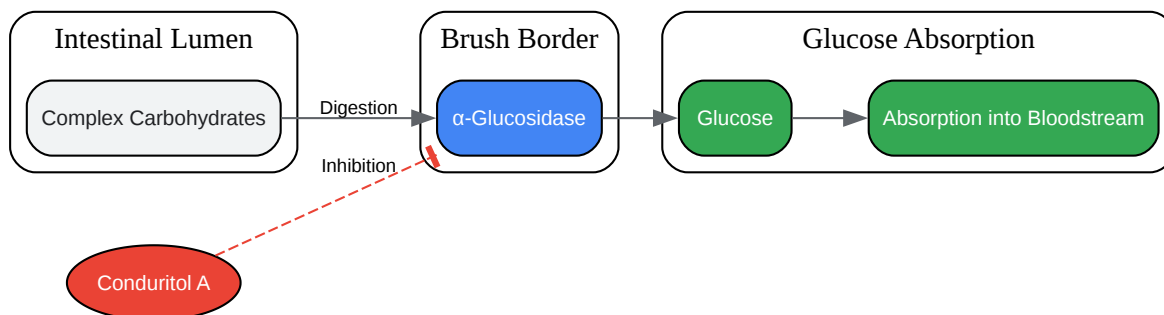 Intestinal Lumen
Brush Border
Glucose Absorption
Complex Carbohydrates
Digestion
α-Glucosidase
Glucose
Absorption into Bloodstream
Inhibition
Conduritol A